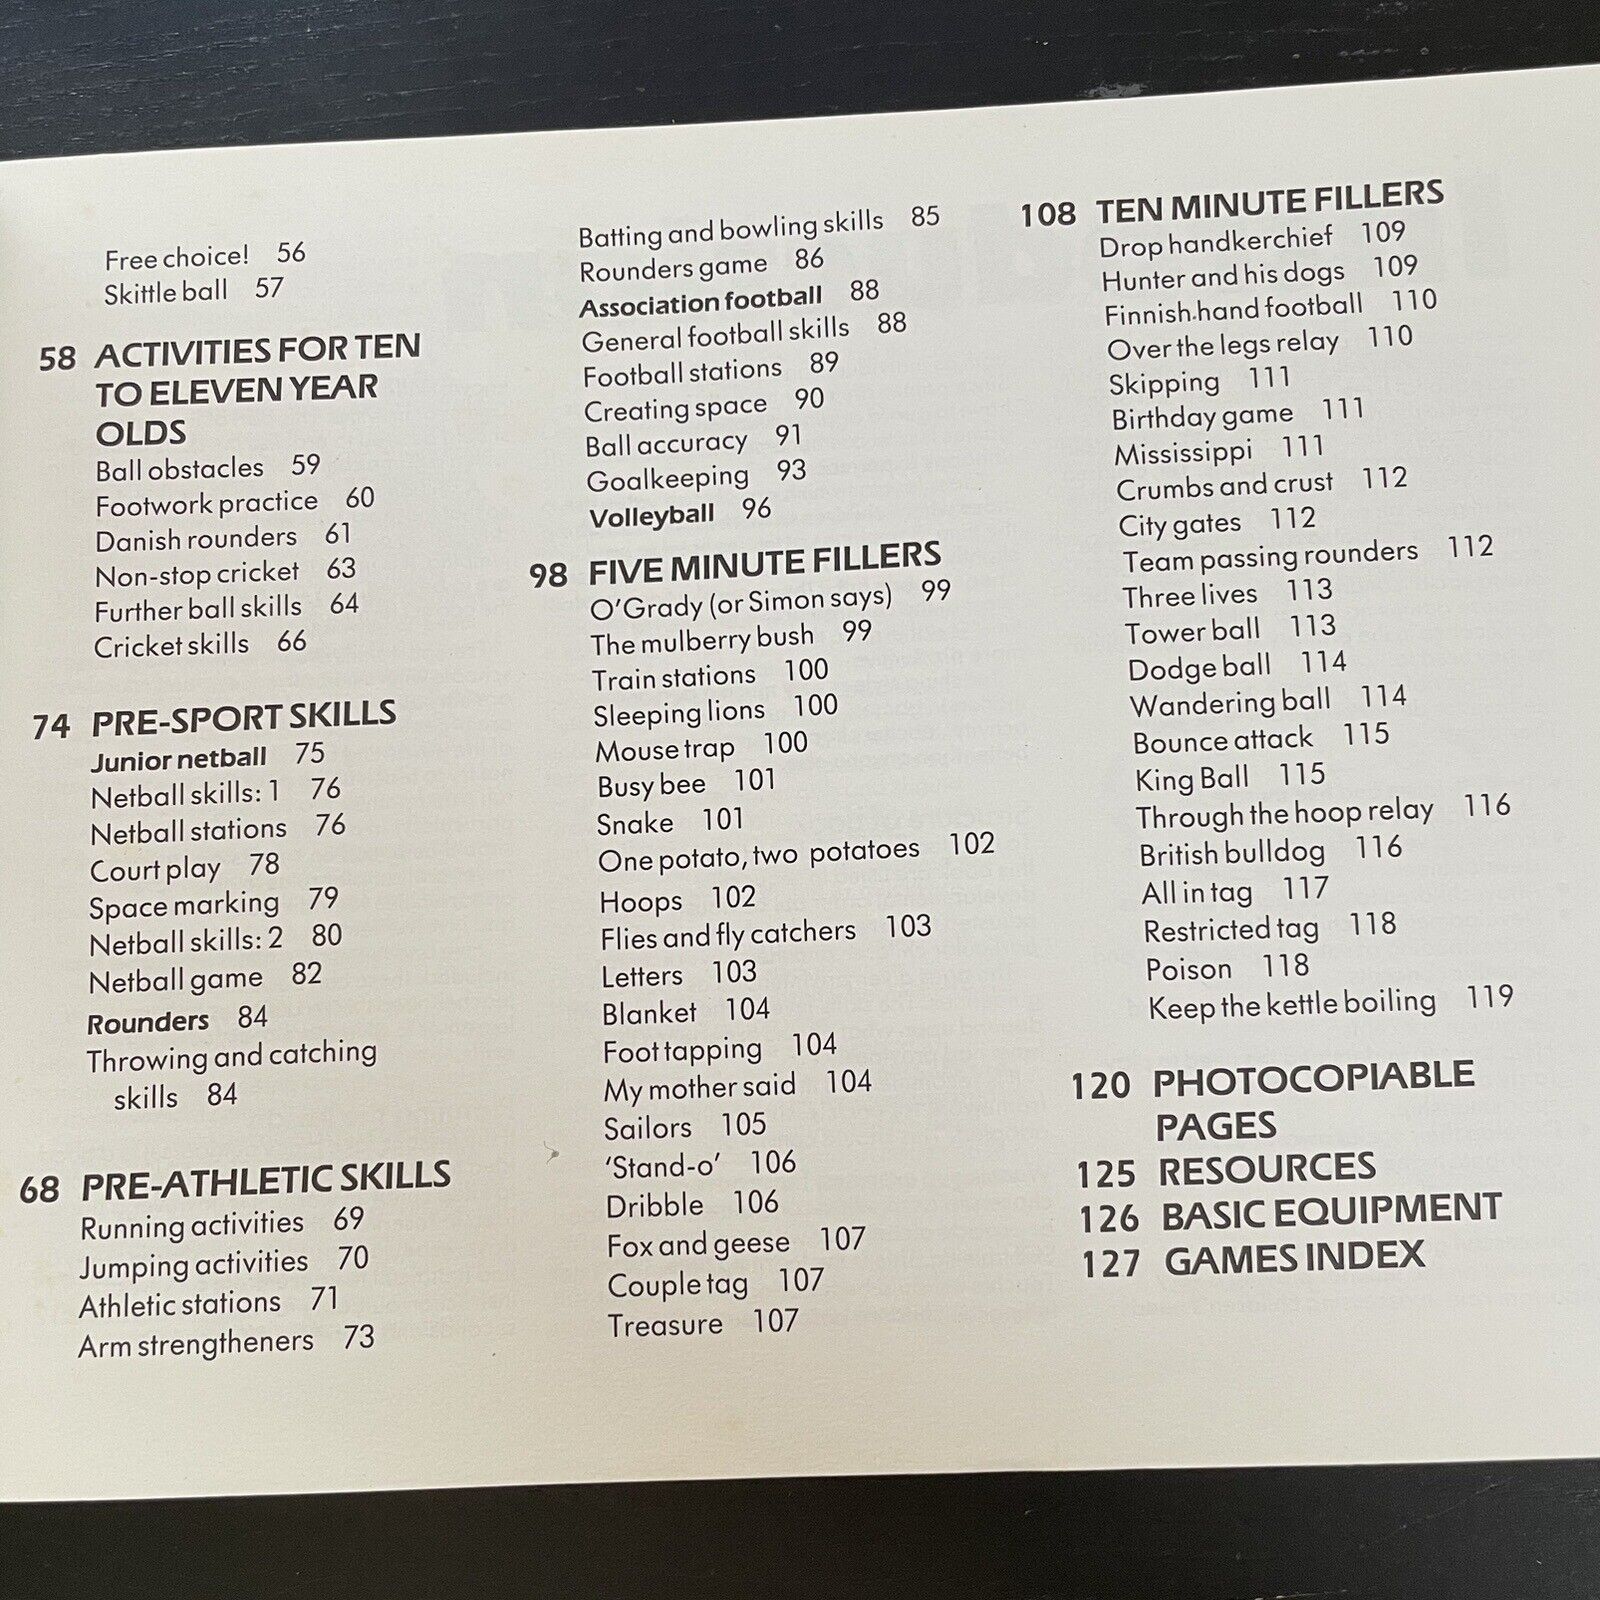 Free choice! 56
Skittle ball 57
58 ACTIVITIES FOR TEN
TO ELEVEN YEAR
OLDS
Ball obstacles 59
Footwork practice 60
Danish rounders 61
Non-stop cricket 63
Further ball skills 64
Cricket skills 66
74 PRE-SPORT SKILLS
Junior netball 75
Netball skills: 1 76
Netball stations 76
Court play 78
Space marking 79
Netball skills: 2 80
Netball game 82
Rounders 84
Throwing and catching
skills 84
68 PRE-ATHLETIC SKILLS
Running activities 69
Jumping activities 70
Athletic stations 71
Arm strengtheners 73
Batting and bowling skills 85
Rounders game 86
Association football 88
General football skills 88
Football stations 89
Creating space 90
Ball accuracy 91
Goalkeeping 93
Volleyball 96
98 FIVE MINUTE FILLERS
O'Grady (or Simon says) 99
The mulberry bush 99
Train stations 100
Sleeping lions 100
Mouse trap 100
Busy bee 101
Snake 101
One potato, two potatoes 102
Hoops 102
Flies and fly catchers 103
Letters 103
Blanket 104
Foot tapping 104
My mother said 104
Sailors 105
'Stand-o' 106
Dribble 106
Fox and geese 107
Couple tag 107
Treasure 107
108 TEN MINUTE FILLERS
Drop handkerchief 109
Hunter and his dogs 109
Finnish hand football 110
Over the legs relay 110
Skipping 111
Birthday game 111
Mississippi 111
Crumbs and crust 112
City gates 112
Team passing rounders 112
Three lives 113
Tower ball 113
Dodge ball 114
Wandering ball 114
Bounce attack 115
King Ball 115
Through the hoop relay 116
British bulldog 116
All in tag 117
Restricted tag 118
Poison 118
Keep the kettle boiling 119
120 PHOTOCOPIABLE
PAGES
125 RESOURCES
126 BASIC EQUIPMENT
127 GAMES INDEX